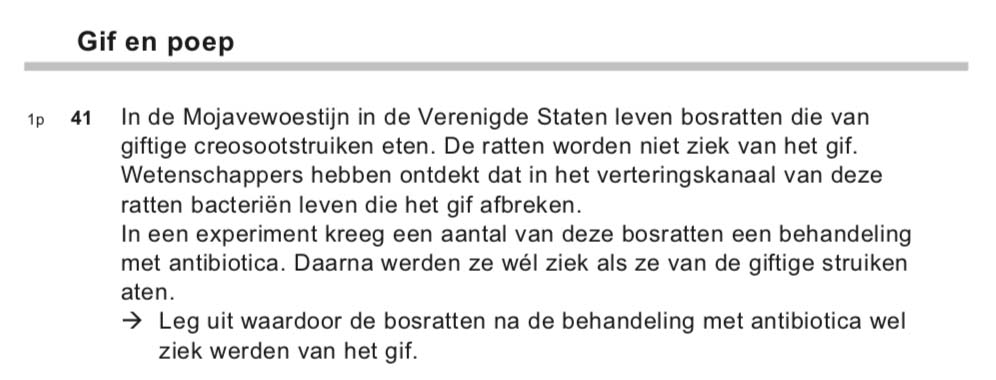 Gif en poep
1p 41 In de Mojavewoestijn in de Verenigde Staten leven bosratten die van
giftige creosootstruiken eten. De ratten worden niet ziek van het gif.
Wetenschappers hebben ontdekt dat in het verteringskanaal van deze
ratten bacteriën leven die het gif afbreken.
In een experiment kreeg een aantal van deze bosratten een behandeling
met antibiotica. Daarna werden ze wél ziek als ze van de giftige struiken
aten.
→ Leg uit waardoor de bosratten na de behandeling met antibiotica wel
ziek werden van het gif.